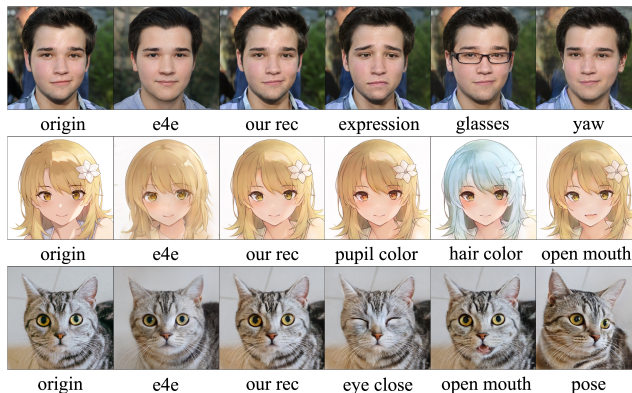 origin e4e our rec expression glasses yaw
origin e4e our rec pupil color hair color open mouth
origin e4e our rec eye close open mouth pose